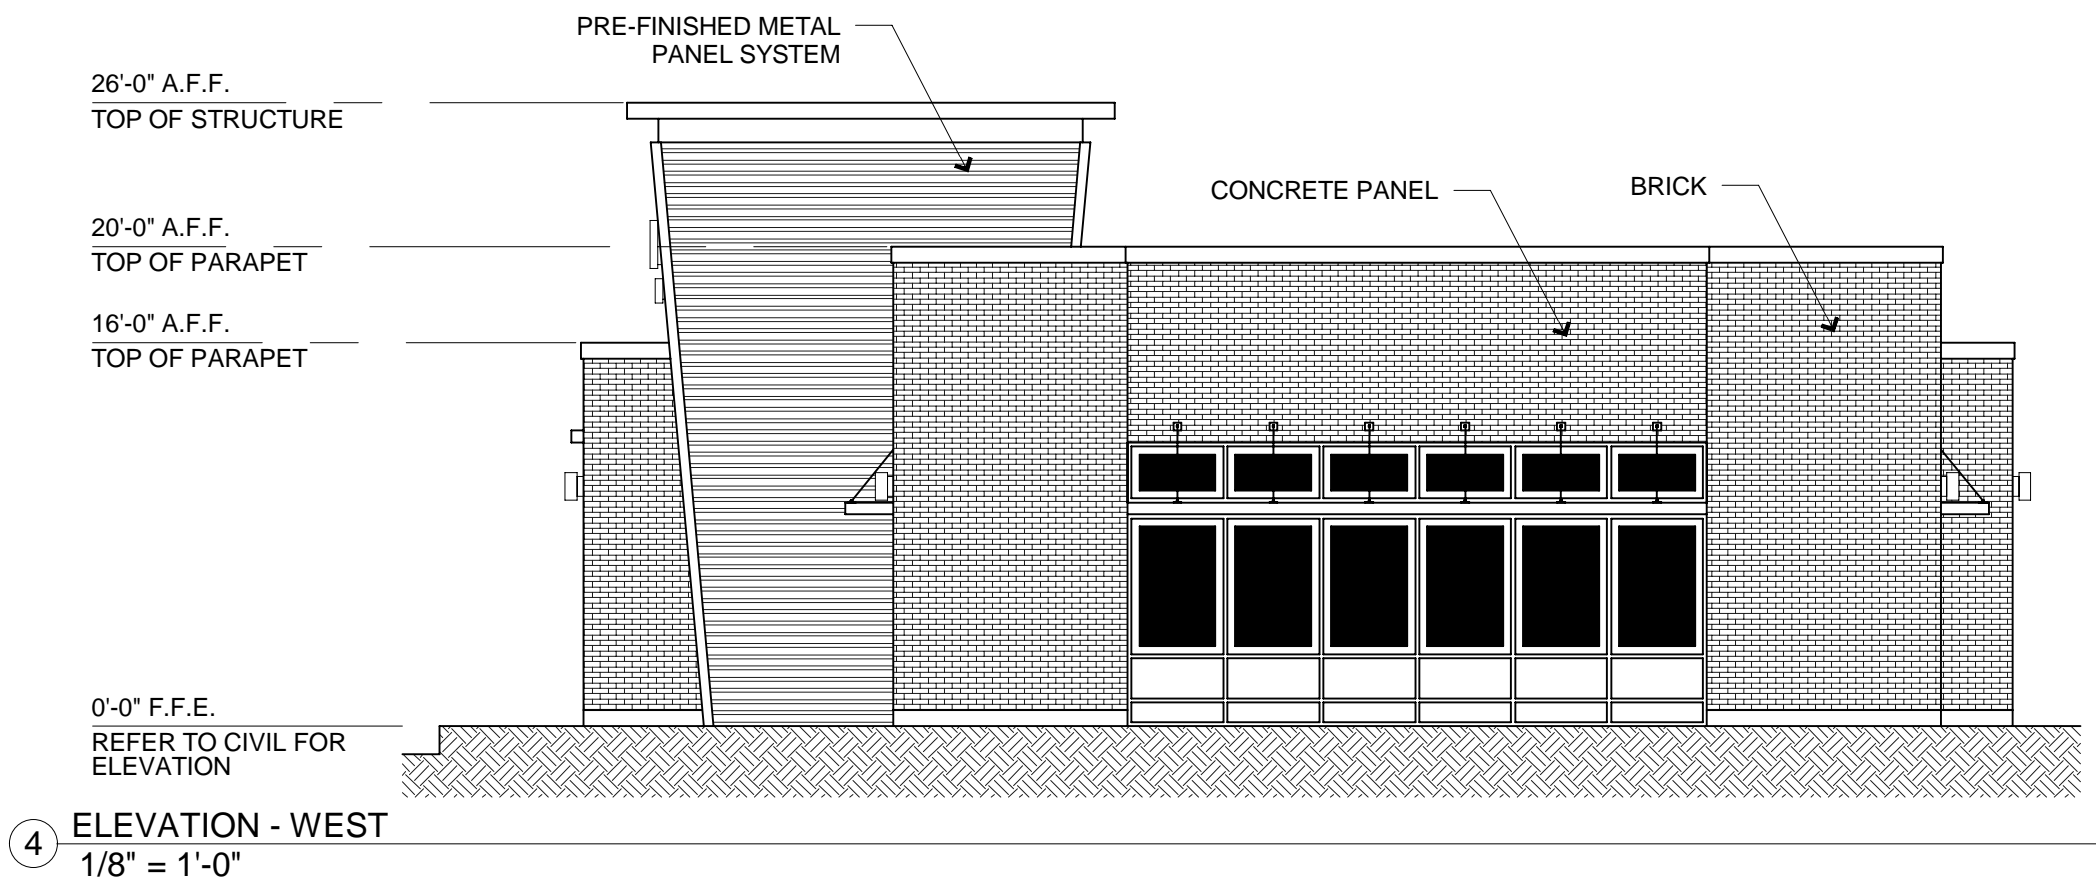 PRE-FINISHED METAL
PANEL SYSTEM
26'-0" A.F.F.
TOP OF STRUCTURE
CONCRETE PANEL
BRICK
20'-0" A.F.F.
TOP OF PARAPET
16'-0" A.F.F.
TOP OF PARAPET
0'-0" F.F.E.
REFER TO CIVIL FOR
ELEVATION
4 ELEVATION - WEST
1/8" = 1'-0"